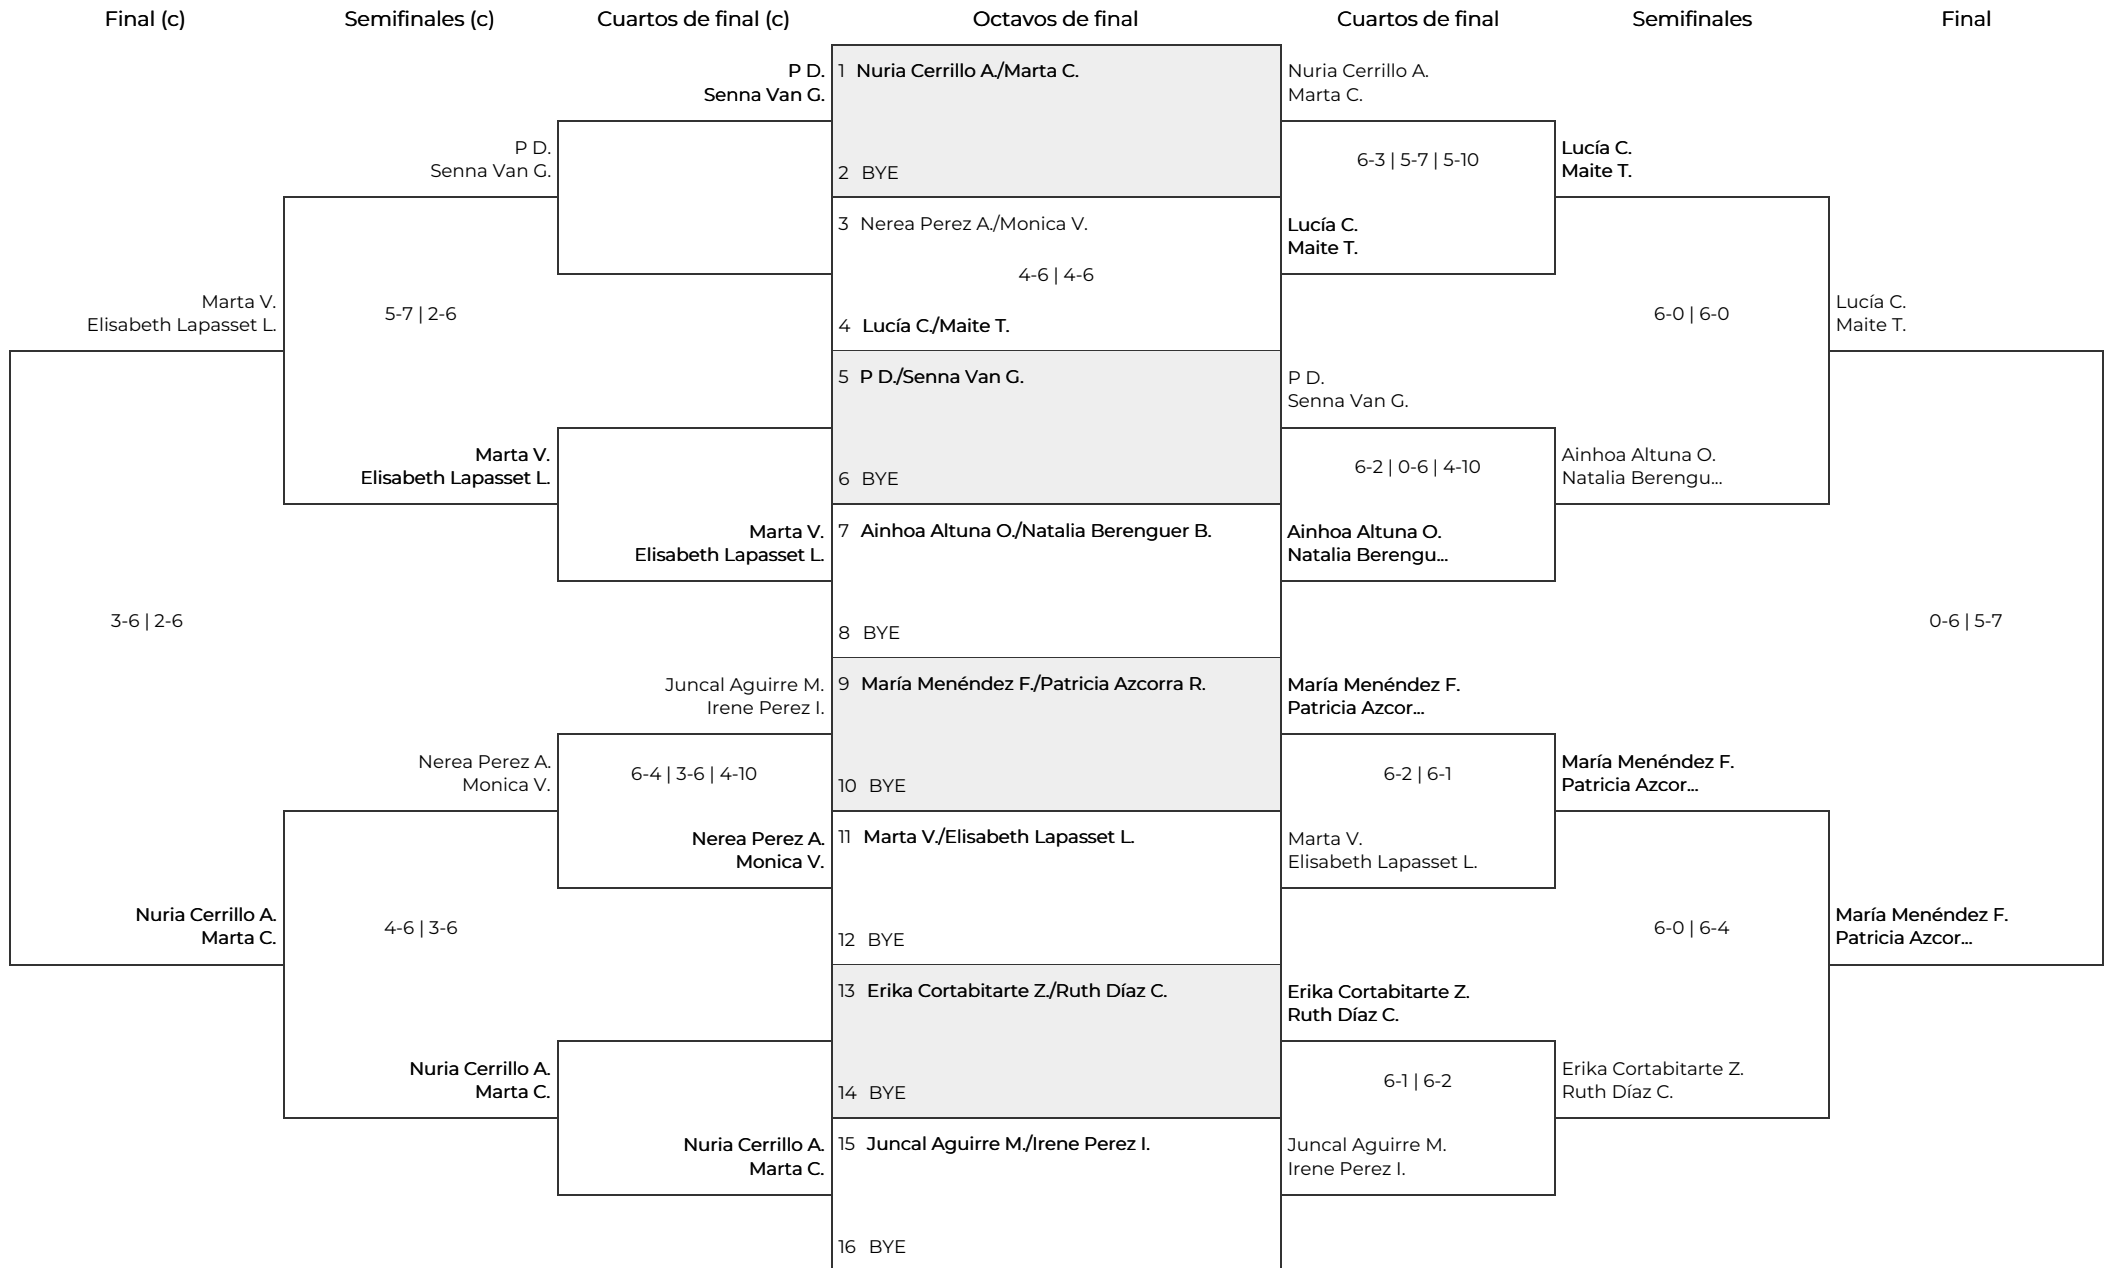 Final (c)
Semifinales (c)
Cuartos de final (c)
Octavos de final
Cuartos de final
Semifinales
Final
Marta V.
Elisabeth Lapasset L.
3-6 | 2-6
Nuria Cerrillo A.
Marta C.
P D.
Senna Van G.
5-7 | 2-6
Marta V.
Elisabeth Lapasset L.
Nerea Perez A.
Monica V.
4-6 | 3-6
Nuria Cerrillo A.
Marta C.
P D.
Senna Van G.
Marta V.
Elisabeth Lapasset L.
Juncal Aguirre M.
Irene Perez I.
6-4 | 3-6 | 4-10
Nerea Perez A.
Monica V.
Nuria Cerrillo A.
Marta C.
1 Nuria Cerrillo A./Marta C.
2 BYE
3 Nerea Perez A./Monica V.
4-6 | 4-6
4 Lucía C./Maite T.
5 P D./Senna Van G.
6 BYE
7 Ainhoa Altuna O./Natalia Berenguer B.
8 BYE
9 María Menéndez F./Patricia Azcorra R.
10 BYE
11 Marta V./Elisabeth Lapasset L.
12 BYE
13 Erika Cortabitarte Z./Ruth Díaz C.
14 BYE
15 Juncal Aguirre M./Irene Perez I.
16 BYE
Nuria Cerrillo A.
Marta C.
6-3 | 5-7 | 5-10
Lucía C.
Maite T.
P D.
Senna Van G.
6-2 | 0-6 | 4-10
Ainhoa Altuna O.
Natalia Berengu...
María Menéndez F.
Patricia Azcor...
6-2 | 6-1
Marta V.
Elisabeth Lapasset L.
Erika Cortabitarte Z.
Ruth Díaz C.
6-1 | 6-2
Juncal Aguirre M.
Irene Perez I.
Lucía C.
Maite T.
6-0 | 6-0
Ainhoa Altuna O.
Natalia Berengu...
María Menéndez F.
Patricia Azcor...
6-0 | 6-4
Erika Cortabitarte Z.
Ruth Díaz C.
Lucía C.
Maite T.
0-6 | 5-7
María Menéndez F.
Patricia Azcor...